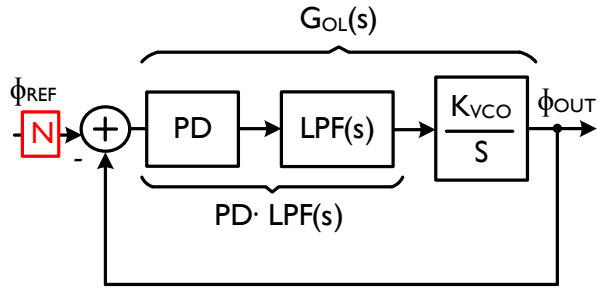 GOL(s)
ϕREF
N
+
-
PD
LPF(s)
KVCO
S
ϕOUT
PD· LPF(s)